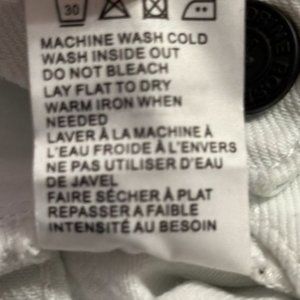 30
MACHINE WASH COLD
WASH INSIDE OUT
DO NOT BLEACH
LAY FLAT TO DRY
WARM IRON WHEN
NEEDED
LAVER À LA MACHINE À
L'EAU FROIDE À L'ENVERS
NE PAS UTILISER D'EAU
DE JAVEL
FAIRE SÉCHER À PLAT
REPASSER A FAIBLE
INTENSITÉ AU BESOIN